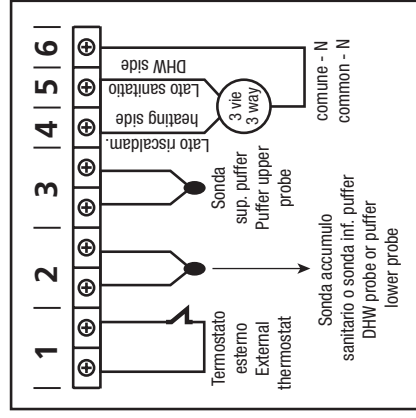 1
2
3
4
5
6
Termostato
esterno
External
thermostat
Sonda accumulo
sanitario o sonda inf. puffer
DHW probe or puffer
lower probe
Sonda
sup. puffer
Puffer upper
probe
Lato riscaldam.
heating side
Lato sanitatio
DHW side
3 vie
3 way
comune - N
common - N